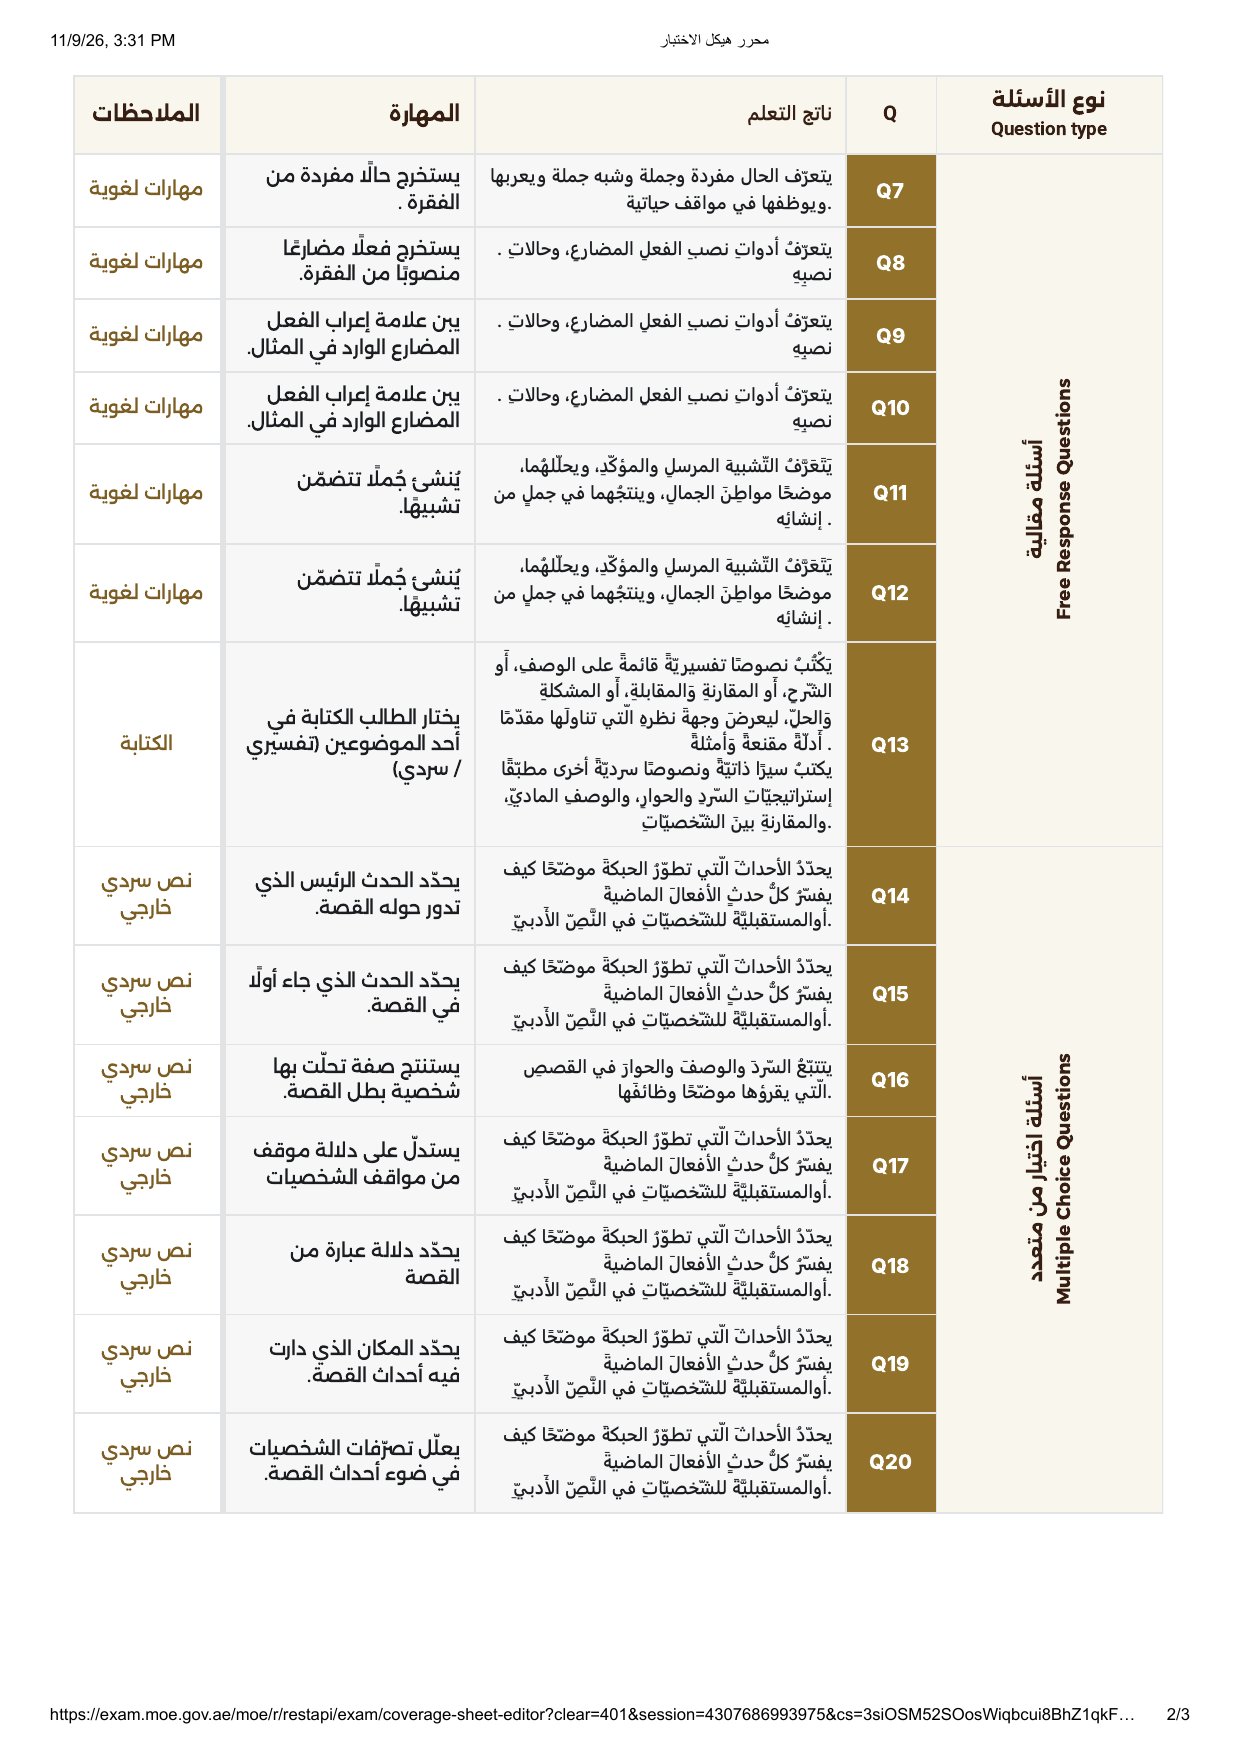 11/9/26, 3:31 PM
محرر هيكل الاختبار
نوع الأسئلة
Question type
Q
ناتج التعلم
المهارة
الملاحظات
أسئلة مقالية
Free Response Questions
Q7
يتعرّف الحال مفردة وجملة وشبه جملة ويعربها
ويوظفها في مواقف حياتية.
يستخرج حالًا مفردة من
الفقرة .
مهارات لغوية
Q8
يتعرّفُ أدواتِ نصبِ الفعلِ المضارعِ، وحالاتِ .
نصبِهِ
يستخرج فعلًا مضارعًا
منصوبًا من الفقرة.
مهارات لغوية
Q9
يتعرّفُ أدواتِ نصبِ الفعلِ المضارعِ، وحالاتِ .
نصبِهِ
يبن علامة إعراب الفعل
المضارع الوارد في المثال.
مهارات لغوية
Q10
يتعرّفُ أدواتِ نصبِ الفعلِ المضارعِ، وحالاتِ .
نصبِهِ
يبن علامة إعراب الفعل
المضارع الوارد في المثال.
مهارات لغوية
Q11
يَتَعَرَّفُ التّشبيهَ المرسلَ والمؤكّدِ، ويحلّلهُما،
موضحًا مواطِنَ الجمالِ، وينتجُهما في جملٍ من
إنشائِه .
يُنشئ جُملًا تتضمّن
تشبيهًا.
مهارات لغوية
Q12
يَتَعَرَّفُ التّشبيهَ المرسلَ والمؤكّدِ، ويحلّلهُما،
موضحًا مواطِنَ الجمالِ، وينتجُهما في جملٍ من
إنشائِه .
يُنشئ جُملًا تتضمّن
تشبيهًا.
مهارات لغوية
Q13
يَكْتُبُ نصوصًا تفسيريّةً قائمةً على الوصفِ، أَو
الشّرحِ، أَو المقارنةِ وَالمقابلةِ، أَو المشكلةِ
وَالحلّ، ليعرضَ وجهةَ نظرهِ الّتي تناولَها مقدّمًا
أَدلّةً مقنعةً وَأمثلةً .
يكتبُ سيرًا ذاتيّةً ونصوصًا سرديّةً أخرى مطبّقًا
إستراتيجيّاتِ السّردِ والحوارِ، والوصفِ الماديّ،
والمقارنةِ بينَ الشّخصيّاتِ.
يختار الطالب الكتابة في
أحد الموضوعين (تفسيري
/ سردي)
الكتابة
أسئلة اختيار من متعدد
Multiple Choice Questions
Q14
يحدّدُ الأحداثَ الّتي تطوّرُ الحبكةَ موضّحًا كيف
يفسّرُ كلُّ حدثٍ الأفعالَ الماضيةَ
أوالمستقبليَّةَ للشّخصيّاتِ في النَّصِّ الأدبيِّ.
يحدّد الحدث الرئيس الذي
تدور حوله القصة.
نص سردي
خارجي
Q15
يحدّدُ الأحداثَ الّتي تطوّرُ الحبكةَ موضّحًا كيف
يفسّرُ كلُّ حدثٍ الأفعالَ الماضيةَ
أوالمستقبليَّةَ للشّخصيّاتِ في النَّصِّ الأدبيِّ.
يحدّد الحدث الذي جاء أولًا
في القصة.
نص سردي
خارجي
Q16
يتتبّعُ السّردَ والوصفَ والحوارَ في القصصِ
الّتي يقرؤها موضّحًا وظائفَها.
يستنتج صفة تحلّت بها
شخصية بطل القصة.
نص سردي
خارجي
Q17
يحدّدُ الأحداثَ الّتي تطوّرُ الحبكةَ موضّحًا كيف
يفسّرُ كلُّ حدثٍ الأفعالَ الماضيةَ
أوالمستقبليَّةَ للشّخصيّاتِ في النَّصِّ الأدبيِّ.
يستدلّ على دلالة موقف
من مواقف الشخصيات
نص سردي
خارجي
Q18
يحدّدُ الأحداثَ الّتي تطوّرُ الحبكةَ موضّحًا كيف
يفسّرُ كلُّ حدثٍ الأفعالَ الماضيةَ
أوالمستقبليَّةَ للشّخصيّاتِ في النَّصِّ الأدبيِّ.
يحدّد دلالة عبارة من
القصة
نص سردي
خارجي
Q19
يحدّدُ الأحداثَ الّتي تطوّرُ الحبكةَ موضّحًا كيف
يفسّرُ كلُّ حدثٍ الأفعالَ الماضيةَ
أوالمستقبليَّةَ للشّخصيّاتِ في النَّصِّ الأدبيِّ.
يحدّد المكان الذي دارت
فيه أحداث القصة.
نص سردي
خارجي
Q20
يحدّدُ الأحداثَ الّتي تطوّرُ الحبكةَ موضّحًا كيف
يفسّرُ كلُّ حدثٍ الأفعالَ الماضيةَ
أوالمستقبليَّةَ للشّخصيّاتِ في النَّصِّ الأدبيِّ.
يعلّل تصرّفات الشخصيات
في ضوء أحداث القصة.
نص سردي
خارجي
https://exam.moe.gov.ae/moe/r/restapi/exam/coverage-sheet-editor?clear=401&session=4307686993975&cs=3siOSM52SOosWiqbcui8BhZ1qkF…
2/3